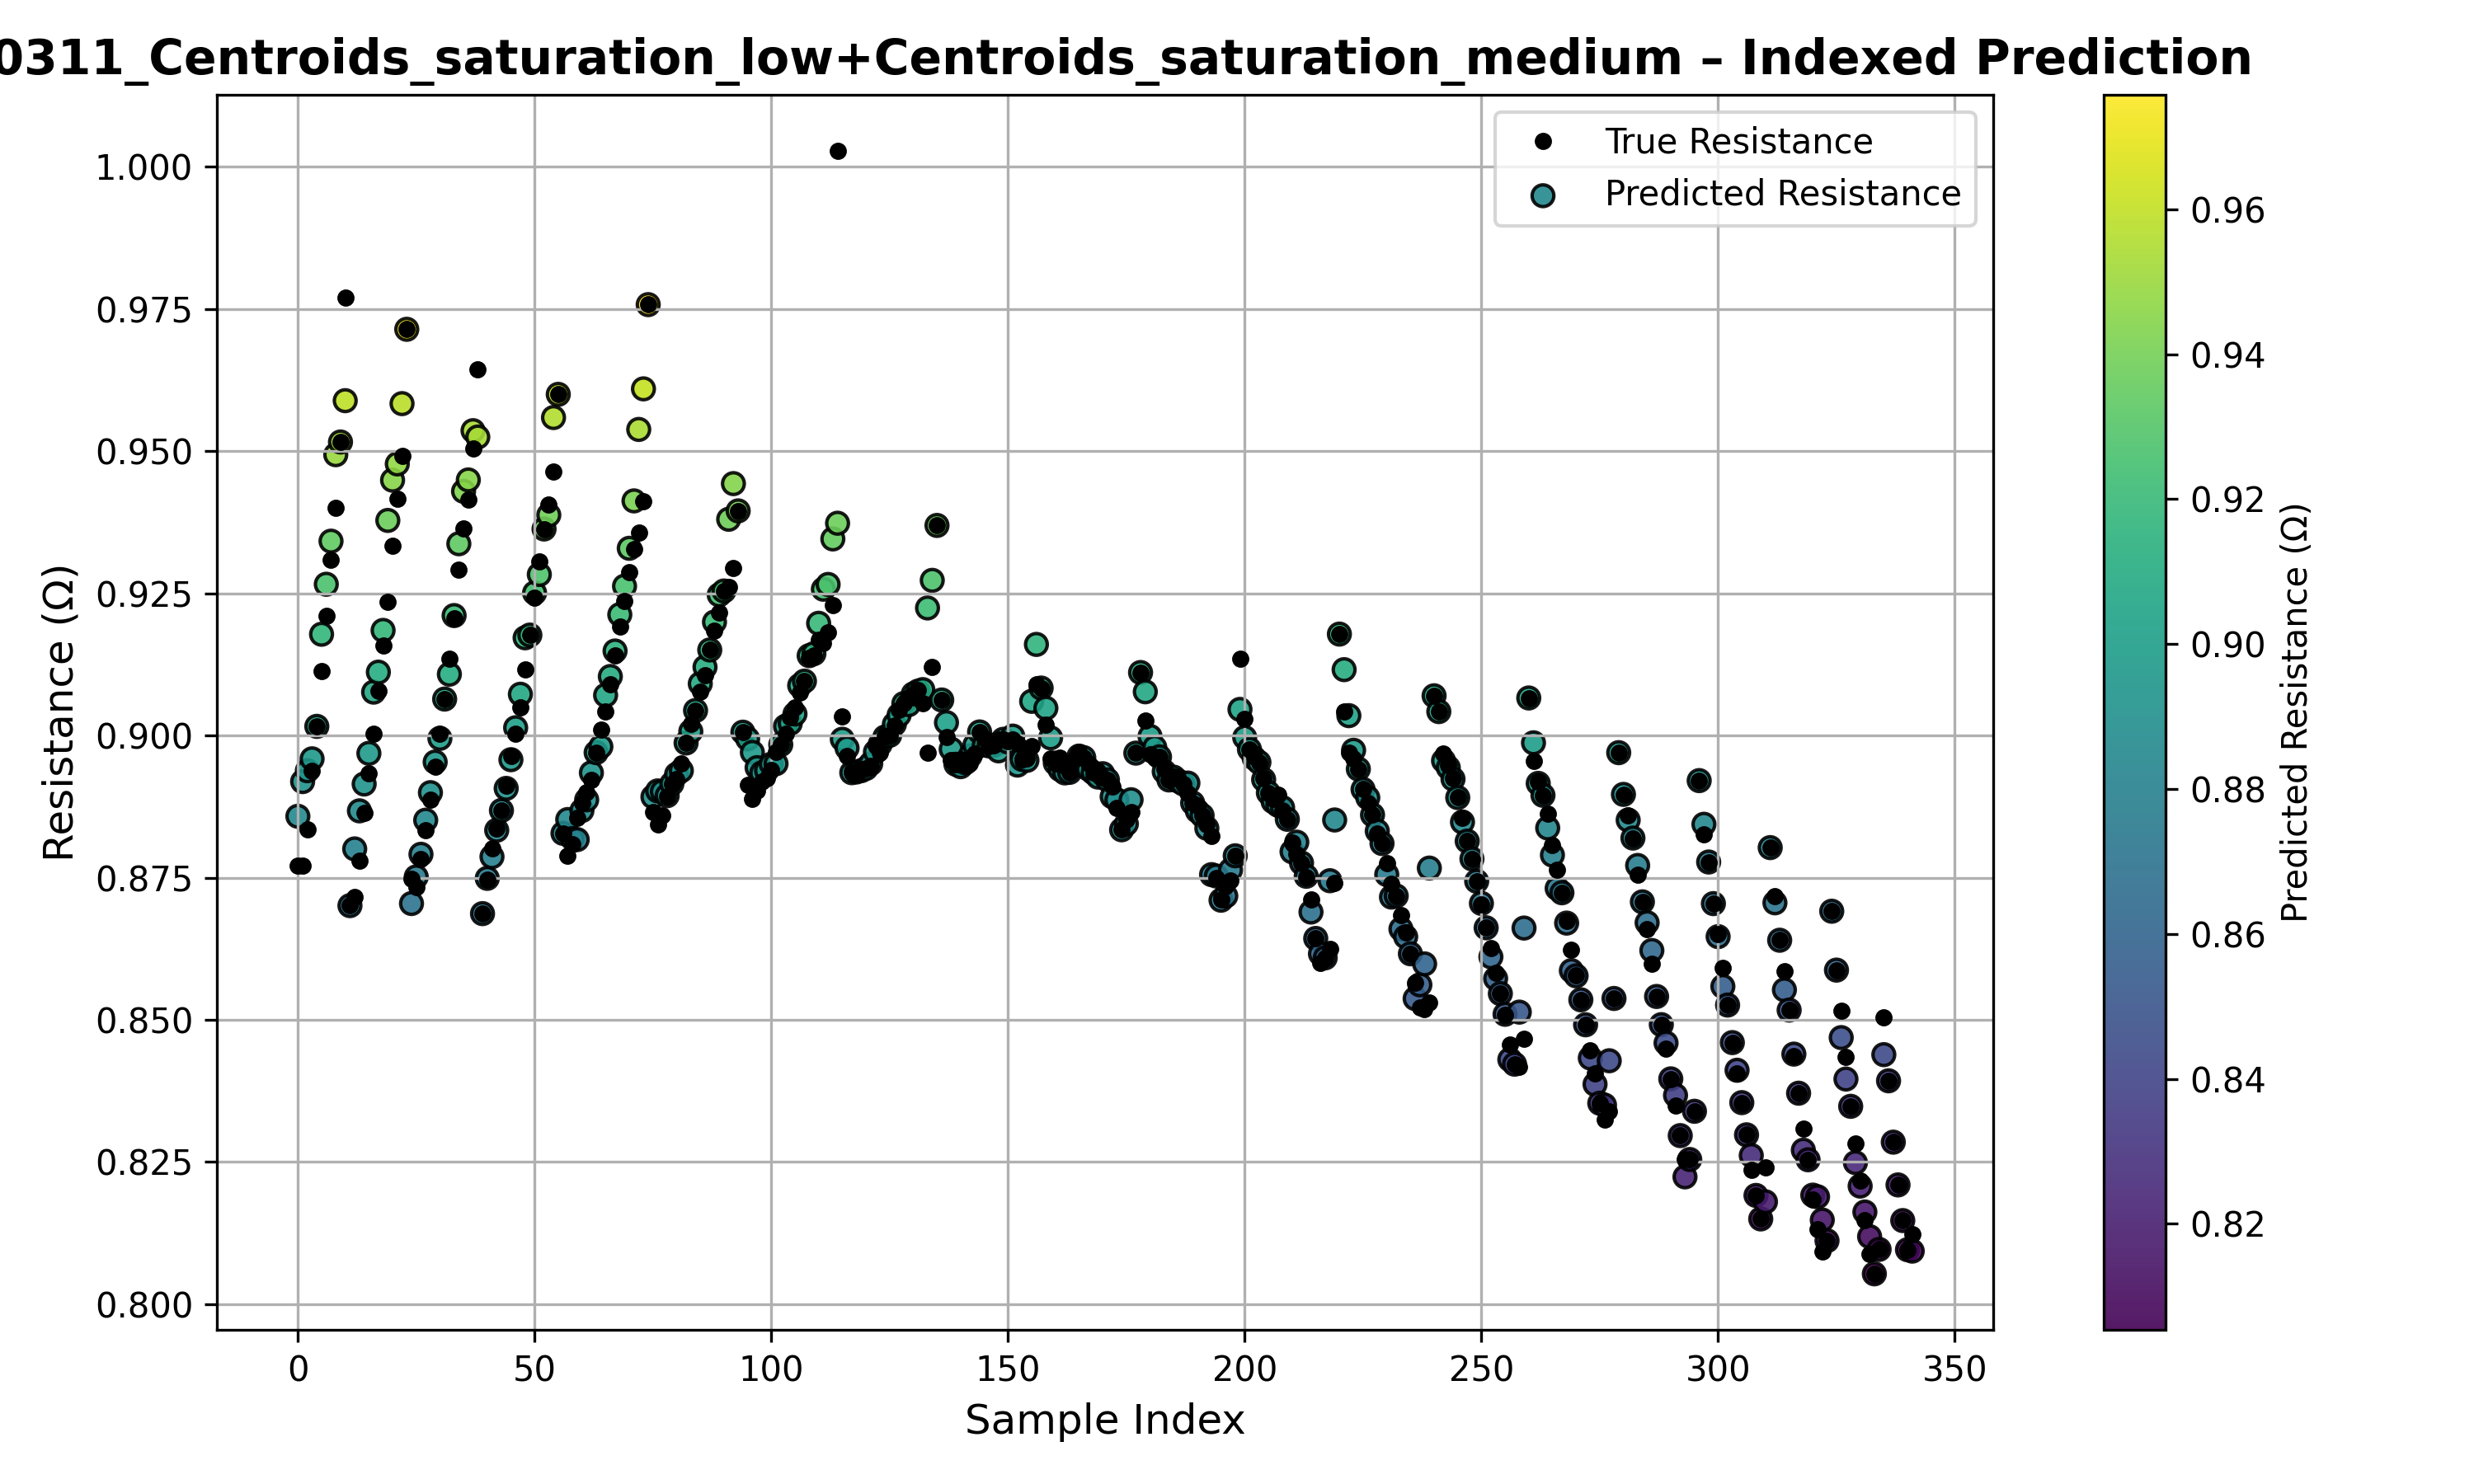 0311_Centroids_saturation_low+Centroids_saturation_medium – Indexed Prediction
True Resistance
Predicted Resistance
1.000
0.975
0.950
0.925
0.900
0.875
0.850
0.825
0.800
Resistance (Ω)
0 50 100 150 200 250 300 350
Sample Index
0.96
0.94
0.92
0.90
0.88
0.86
0.84
0.82
Predicted Resistance (Ω)